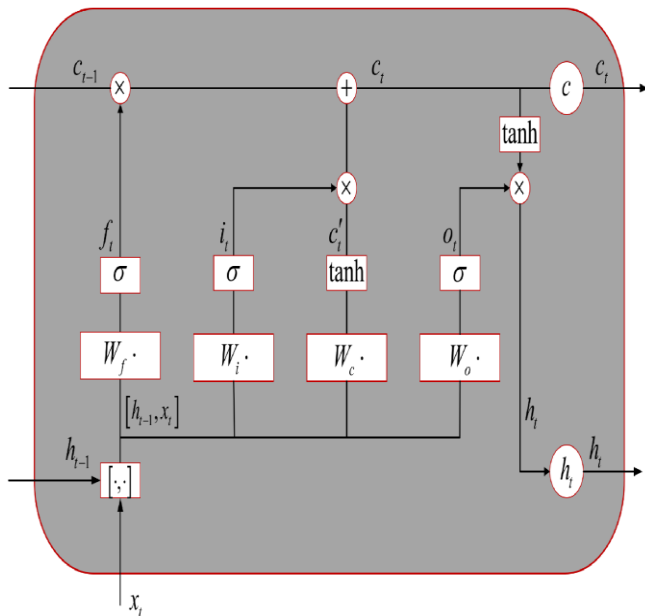 c_{t-1} × + c_t c c_t
tanh
× ×
f_t i_t c'_t o_t
σ σ tanh σ
W_f · W_i · W_c · W_o ·
[h_{t-1}, x_t] h_t
h_{t-1} [·,·] h_t h_t
x_t